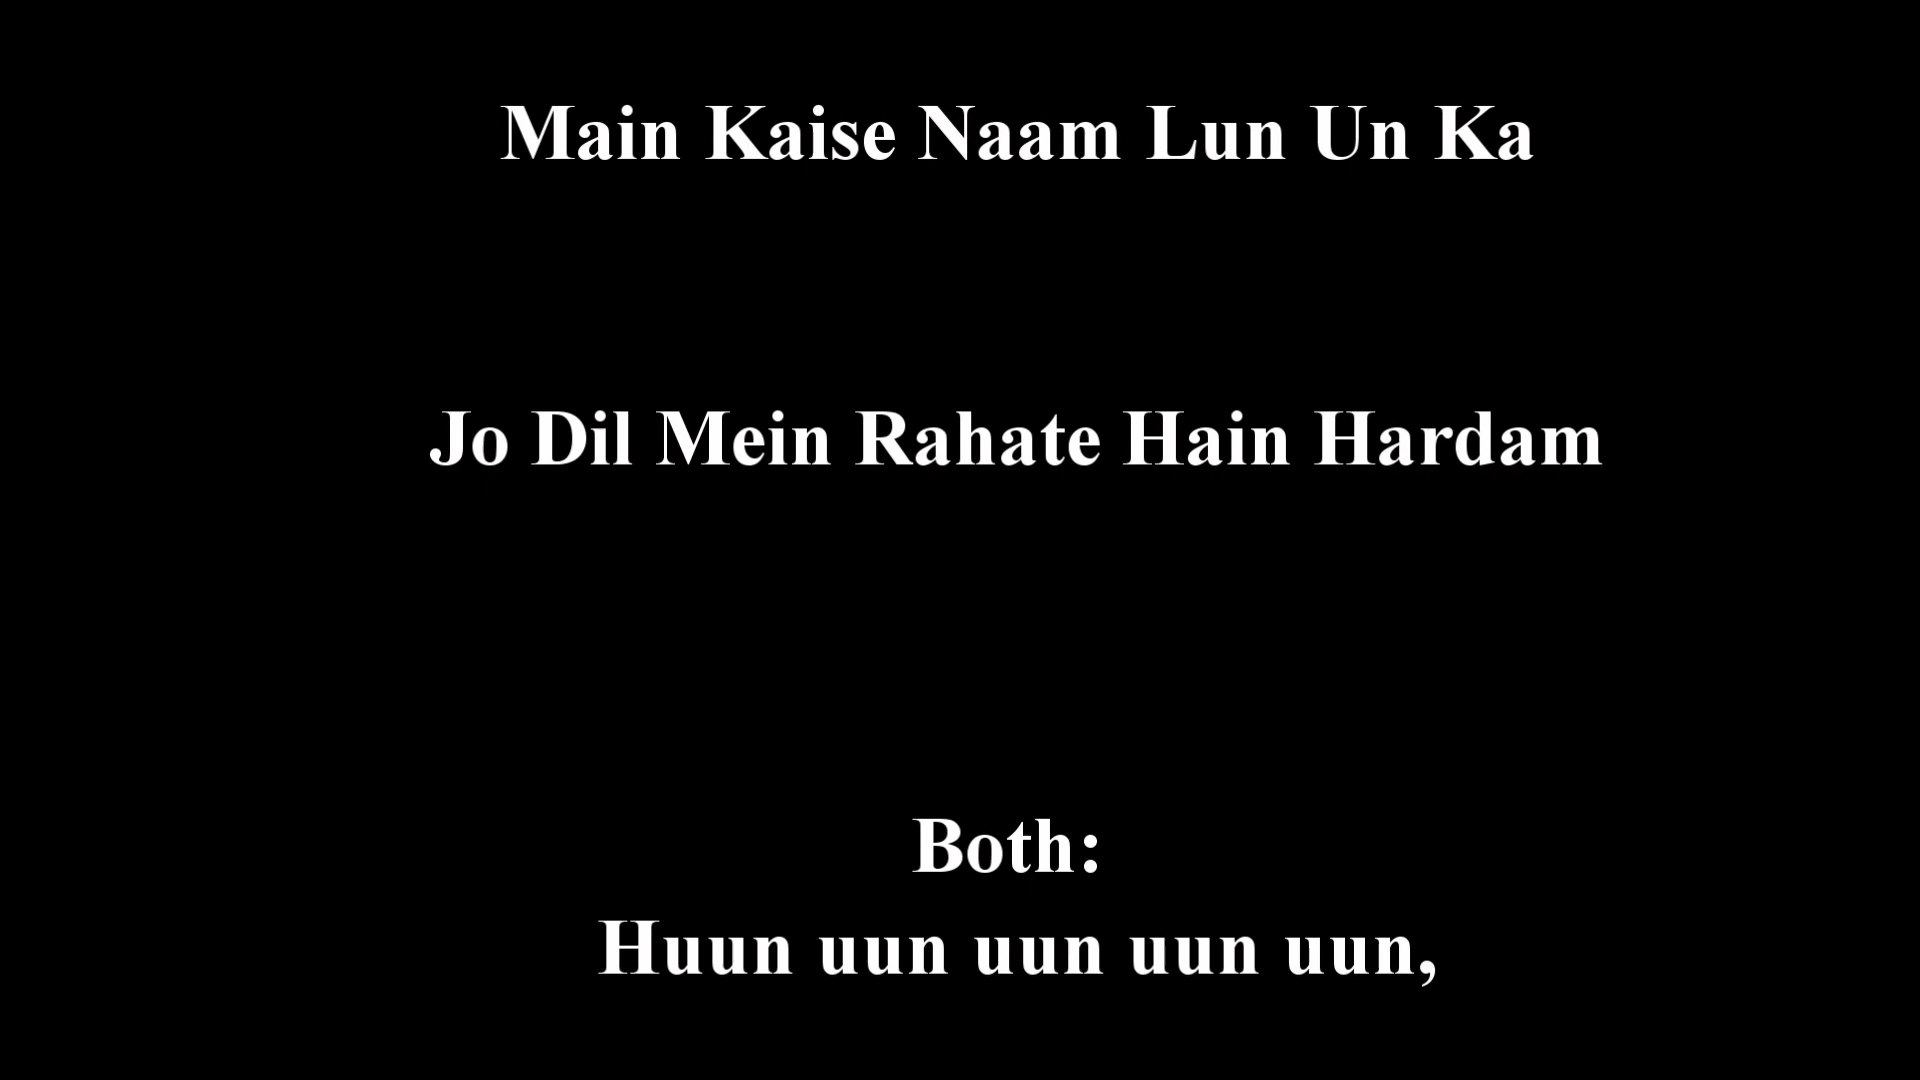 Main Kaise Naam Lun Un Ka
Jo Dil Mein Rahate Hain Hardam
Both:
Huun uun uun uun uun,